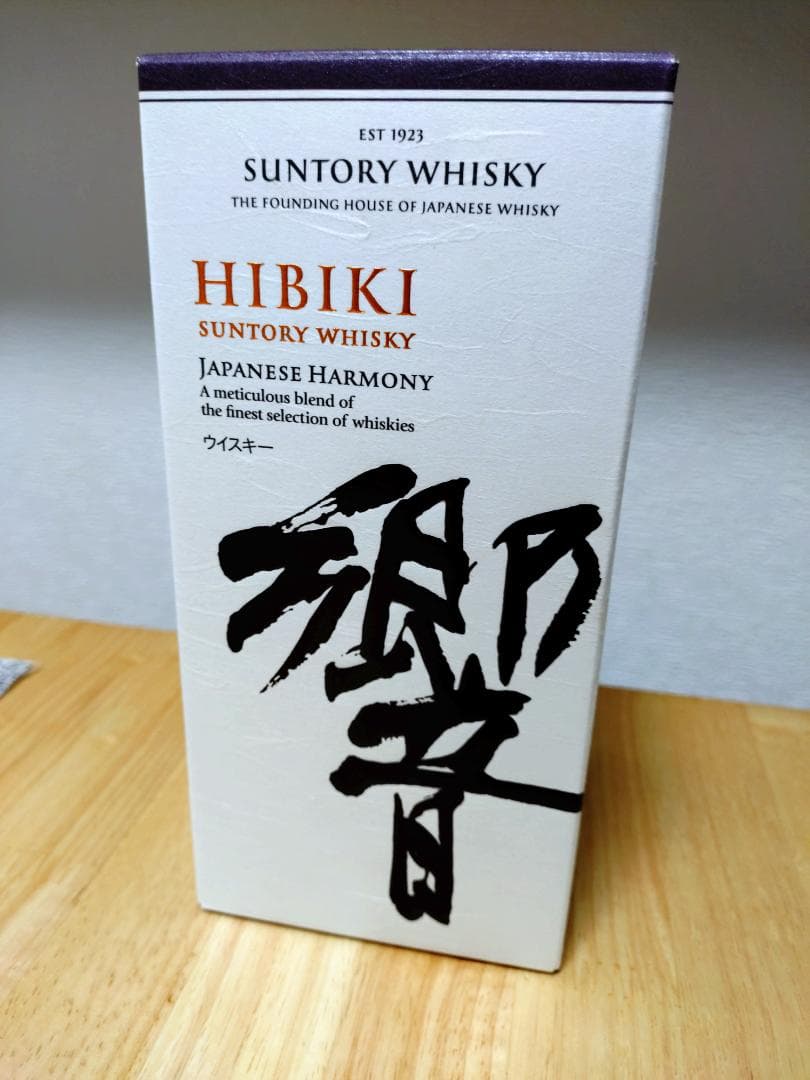 EST 1923
SUNTORY WHISKY
THE FOUNDING HOUSE OF JAPANESE WHISKY
HIBIKI
SUNTORY WHISKY
JAPANESE HARMONY
A meticulous blend of
the finest selection of whiskies
ウイスキー
響